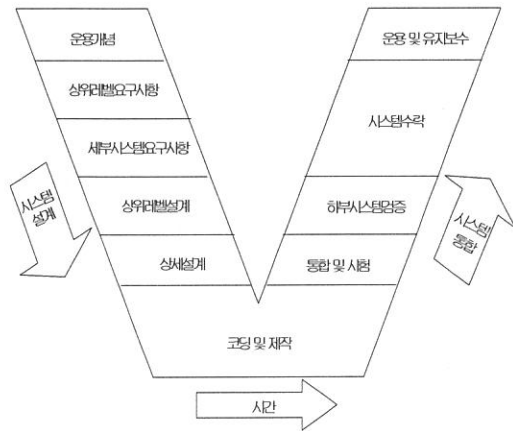 운용개념
상위레벨요구사항
세부시스템요구사항
상위레벨설계
상세설계
코딩 및 제작
운용 및 유지보수
시스템수락
하부시스템검증
통합 및 시험
시스템
설계
시스템
통합
시간